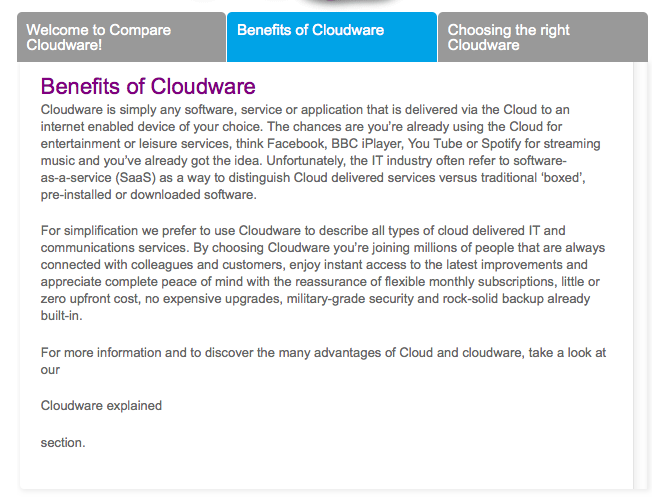 Welcome to Compare
Cloudware!
Benefits of Cloudware
Choosing the right
Cloudware
Benefits of Cloudware
Cloudware is simply any software, service or application that is delivered via the Cloud to an
internet enabled device of your choice. The chances are you're already using the Cloud for
entertainment or leisure services, think Facebook, BBC iPlayer, You Tube or Spotify for streaming
music and you've already got the idea. Unfortunately, the IT industry often refer to software-
as-a-service (SaaS) as a way to distinguish Cloud delivered services versus traditional 'boxed',
pre-installed or downloaded software.
For simplification we prefer to use Cloudware to describe all types of cloud delivered IT and
communications services. By choosing Cloudware you're joining millions of people that are always
connected with colleagues and customers, enjoy instant access to the latest improvements and
appreciate complete peace of mind with the reassurance of flexible monthly subscriptions, little or
zero upfront cost, no expensive upgrades, military-grade security and rock-solid backup already
built-in.
For more information and to discover the many advantages of Cloud and cloudware, take a look at
our
Cloudware explained
section.